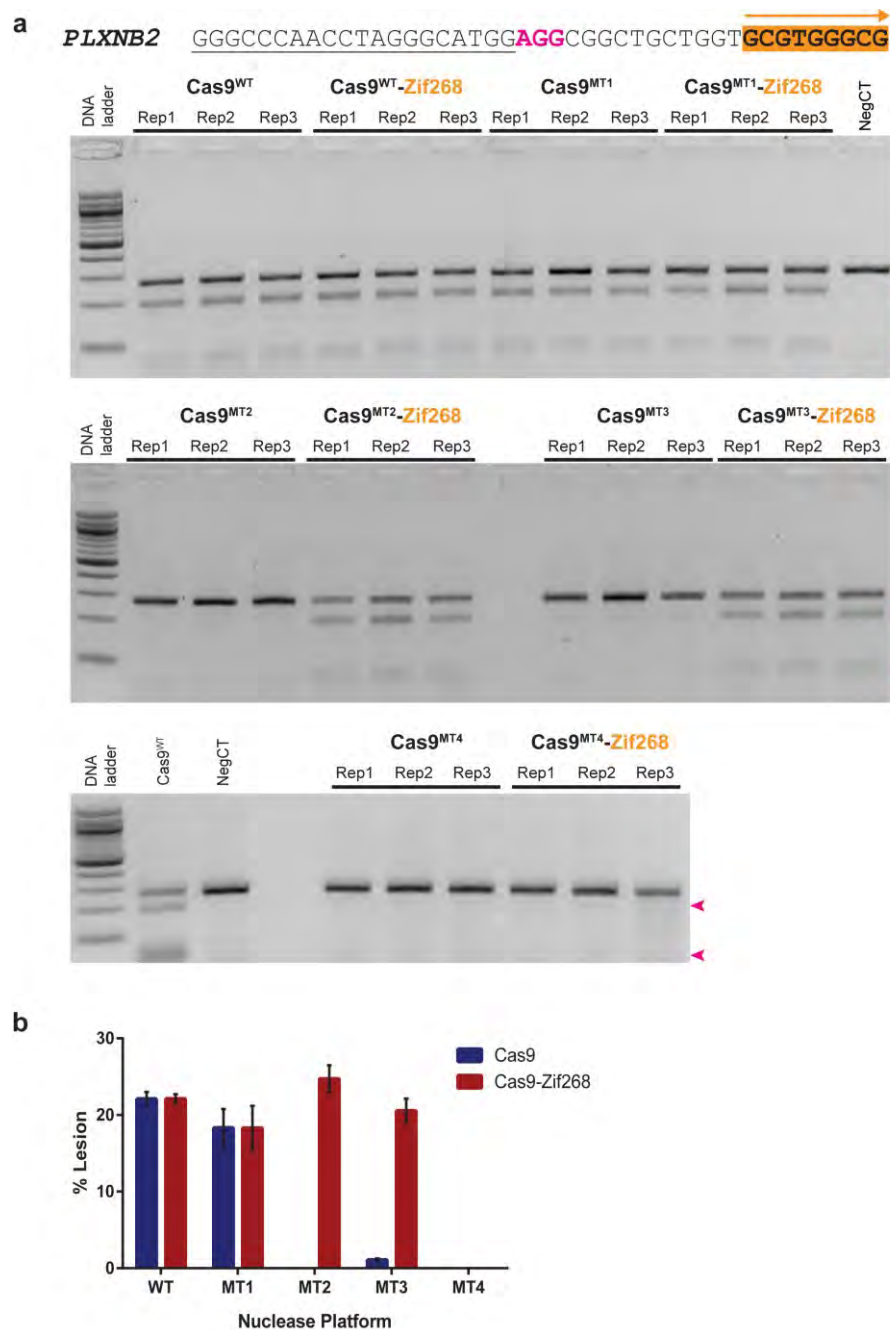 a
PLXNB2 GGGCCCAACCTAGGGCATGGAGGCGGCTGCTGGTGCGTGGGCG
DNA ladder Cas9WT Cas9WT-Zif268 Cas9MT1 Cas9MT1-Zif268 NegCT
Rep1 Rep2 Rep3 Rep1 Rep2 Rep3 Rep1 Rep2 Rep3 Rep1 Rep2 Rep3
DNA ladder Cas9MT2 Cas9MT2-Zif268 Cas9MT3 Cas9MT3-Zif268
Rep1 Rep2 Rep3 Rep1 Rep2 Rep3 Rep1 Rep2 Rep3 Rep1 Rep2 Rep3
DNA ladder Cas9WT NegCT Cas9MT4 Cas9MT4-Zif268
Rep1 Rep2 Rep3 Rep1 Rep2 Rep3
b
30
20
10
0
% Lesion
Cas9
Cas9-Zif268
WT MT1 MT2 MT3 MT4
Nuclease Platform